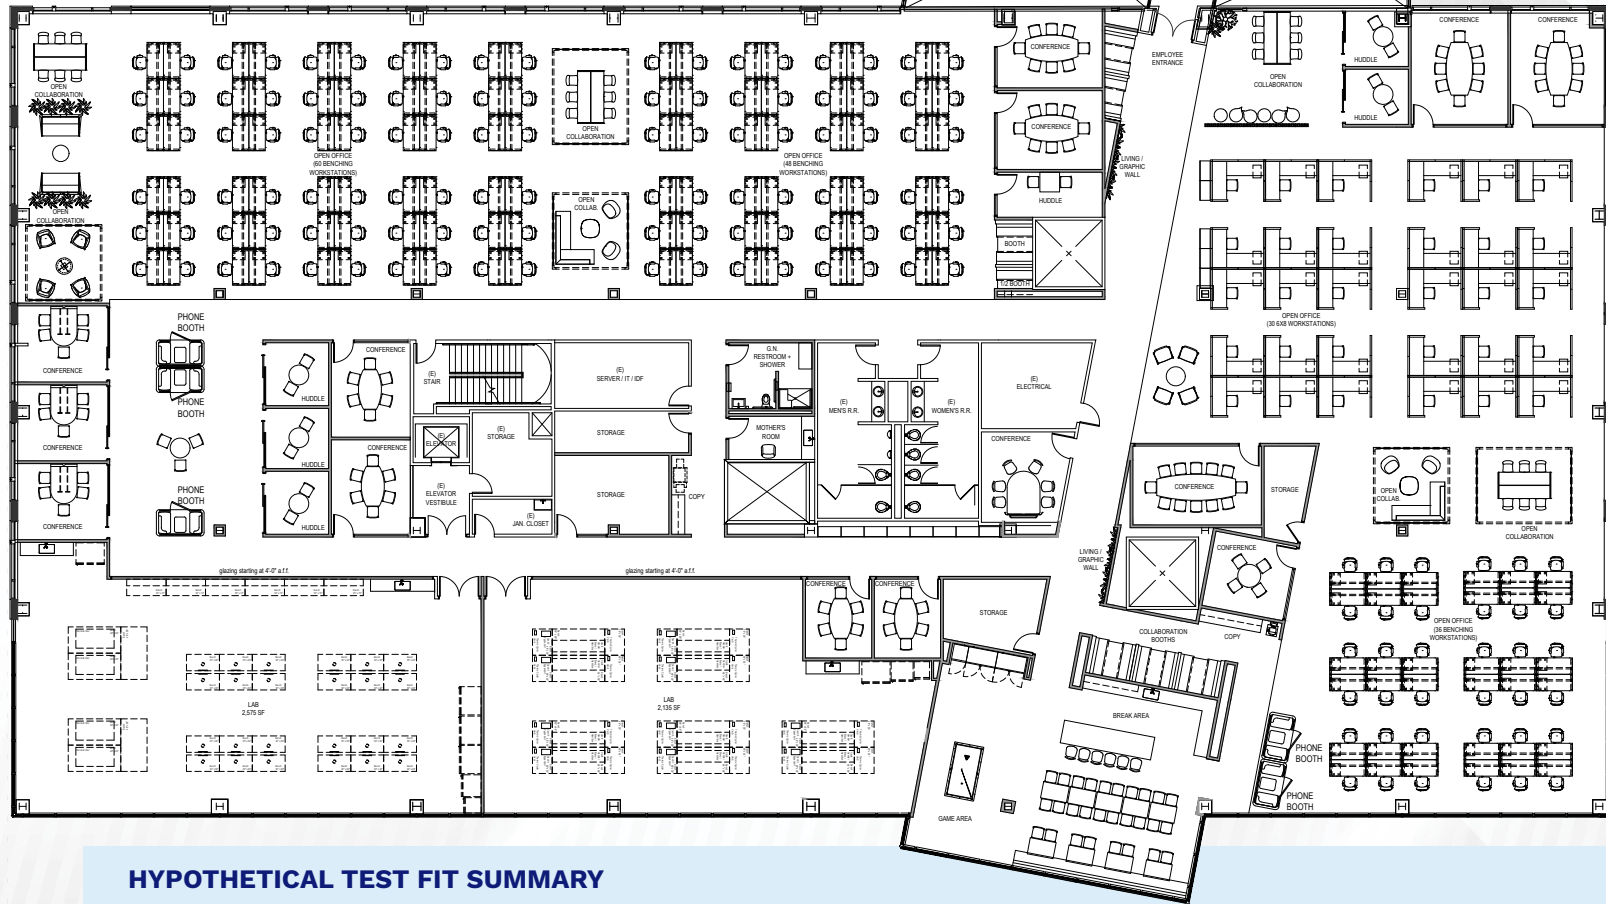 OPEN
COLLABORATION
OPEN
COLLABORATION
OPEN OFFICE
(60 BENCHING
WORKSTATIONS)
OPEN
COLLABORATION
OPEN
COLLAB.
OPEN OFFICE
(48 BENCHING
WORKSTATIONS)
CONFERENCE
CONFERENCE
HUDDLE
BOOTH
1/2 BOOTH
EMPLOYEE
ENTRANCE
LIVING /
GRAPHIC
WALL
OPEN
COLLABORATION
HUDDLE
HUDDLE
CONFERENCE
CONFERENCE
OPEN OFFICE
(30 6X8 WORKSTATIONS)
CONFERENCE
CONFERENCE
CONFERENCE
PHONE
BOOTH
PHONE
BOOTH
PHONE
BOOTH
HUDDLE
HUDDLE
HUDDLE
CONFERENCE
CONFERENCE
(E)
STAIR
(E)
ELEVATOR
(E)
ELEVATOR
VESTIBULE
(E)
STORAGE
(E)
JAN. CLOSET
(E)
SERVER / IT / IDF
STORAGE
STORAGE
COPY
G.N.
RESTROOM +
SHOWER
MOTHER'S
ROOM
(E)
MEN'S R.R.
(E)
WOMEN'S R.R.
(E)
ELECTRICAL
CONFERENCE
CONFERENCE
STORAGE
CONFERENCE
LIVING /
GRAPHIC
WALL
OPEN
COLLAB.
OPEN
COLLABORATION
glazing starting at 4'-0" a.f.f.
glazing starting at 4'-0" a.f.f.
CONFERENCE
CONFERENCE
STORAGE
COLLABORATION
BOOTHS
COPY
OPEN OFFICE
(36 BENCHING
WORKSTATIONS)
LAB
2,575 SF
LAB
2,135 SF
BREAK AREA
GAME AREA
PHONE
BOOTH
PHONE
BOOTH
HYPOTHETICAL TEST FIT SUMMARY